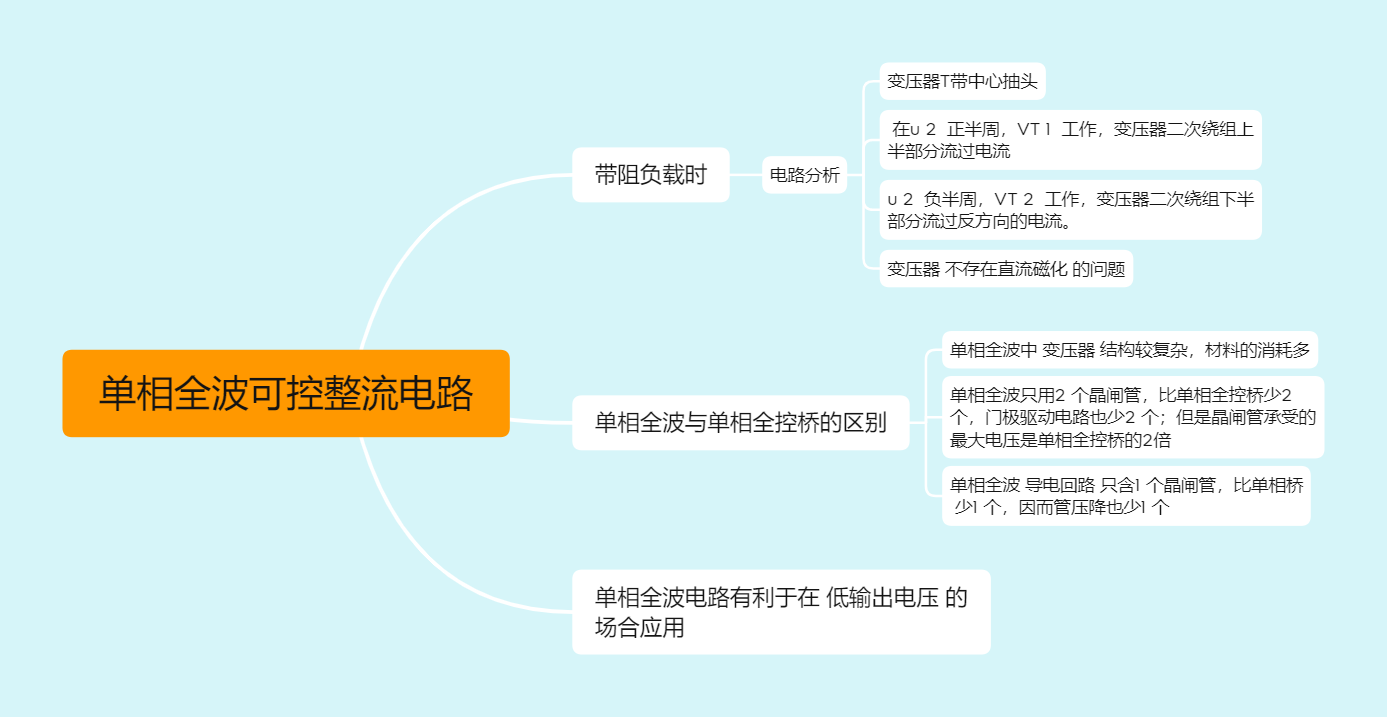 单相全波可控整流电路
带阻负载时
电路分析
变压器T带中心抽头
在u 2 正半周，VT 1 工作，变压器二次绕组上
半部分流过电流
u 2 负半周，VT 2 工作，变压器二次绕组下半
部分流过反方向的电流。
变压器 不存在直流磁化 的问题
单相全波与单相全控桥的区别
单相全波中 变压器 结构较复杂，材料的消耗多
单相全波只用2 个晶闸管，比单相全控桥少2
个，门极驱动电路也少2 个；但是晶闸管承受的
最大电压是单相全控桥的2倍
单相全波 导电回路 只含1 个晶闸管，比单相桥
少1 个，因而管压降也少1 个
单相全波电路有利于在 低输出电压 的
场合应用